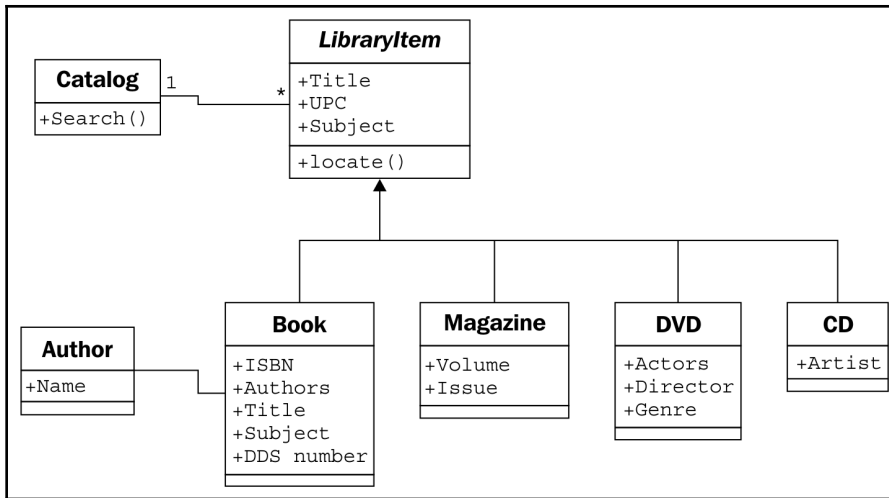 LibraryItem
+Title
+UPC
+Subject
+locate()
Catalog
+Search()
1
*
Book
+ISBN
+Authors
+Title
+Subject
+DDS number
Magazine
+Volume
+Issue
DVD
+Actors
+Director
+Genre
CD
+Artist
Author
+Name